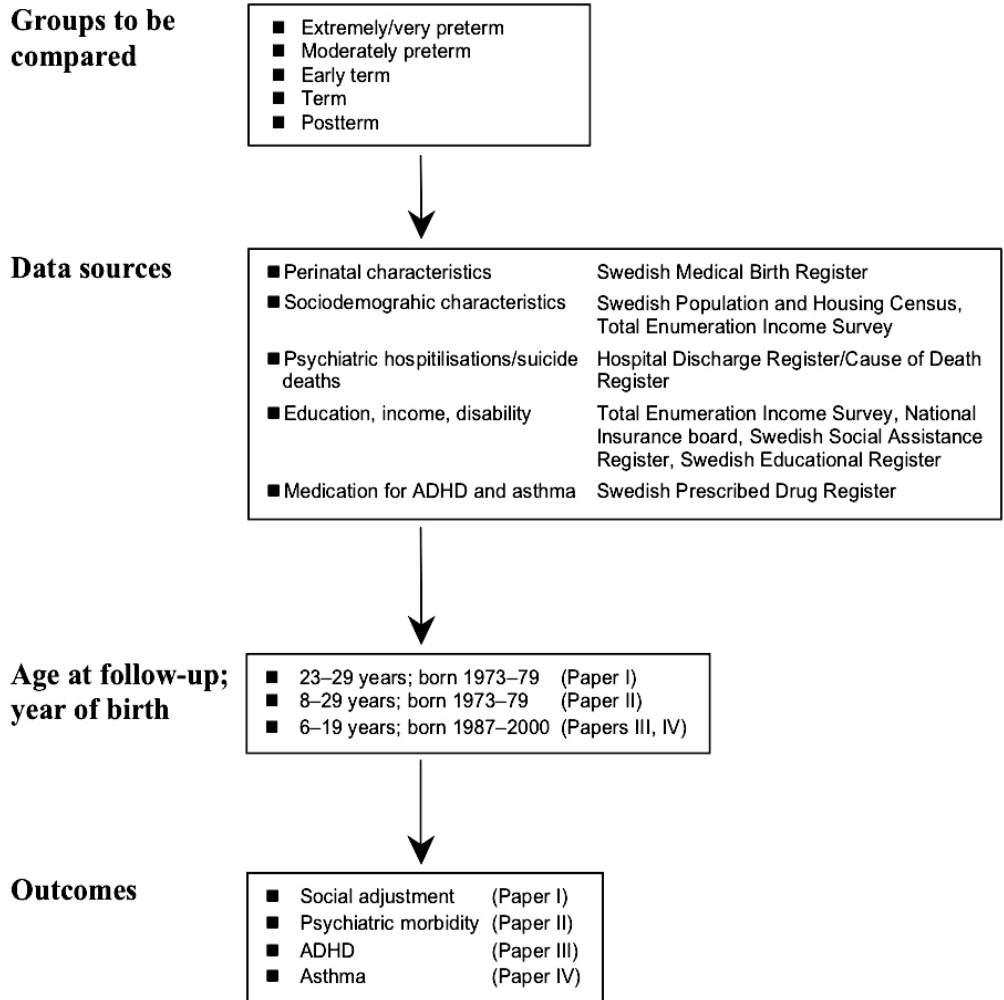 Groups to be
compared
■ Extremely/very preterm
■ Moderately preterm
■ Early term
■ Term
■ Postterm
Data sources
■ Perinatal characteristics Swedish Medical Birth Register
■ Sociodemograhic characteristics Swedish Population and Housing Census,
Total Enumeration Income Survey
■ Psychiatric hospitilisations/suicide Hospital Discharge Register/Cause of Death
deaths Register
■ Education, income, disability Total Enumeration Income Survey, National
Insurance board, Swedish Social Assistance
Register, Swedish Educational Register
■ Medication for ADHD and asthma Swedish Prescribed Drug Register
Age at follow-up;
year of birth
■ 23–29 years; born 1973–79 (Paper I)
■ 8–29 years; born 1973–79 (Paper II)
■ 6–19 years; born 1987–2000 (Papers III, IV)
Outcomes
■ Social adjustment (Paper I)
■ Psychiatric morbidity (Paper II)
■ ADHD (Paper III)
■ Asthma (Paper IV)